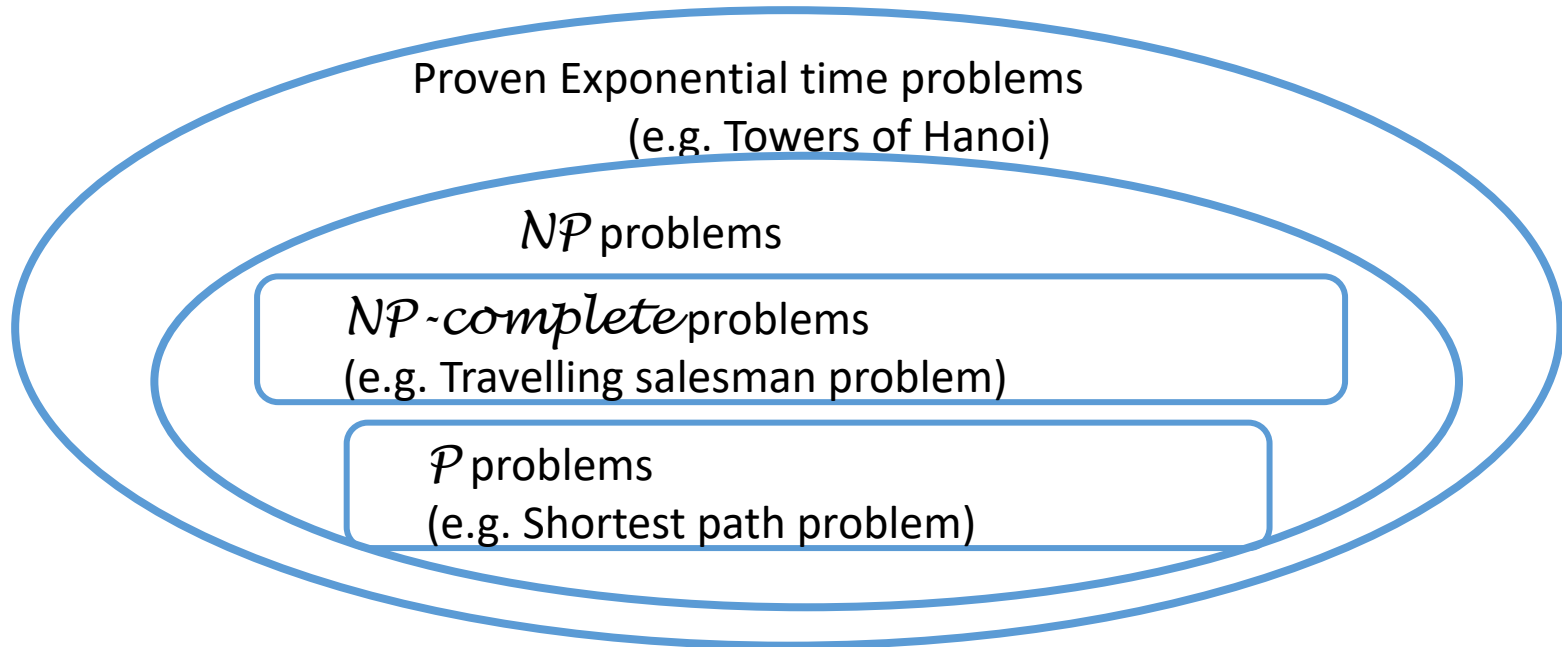 Proven Exponential time problems
(e.g. Towers of Hanoi)
NP problems
NP-complete problems
(e.g. Travelling salesman problem)
P problems
(e.g. Shortest path problem)